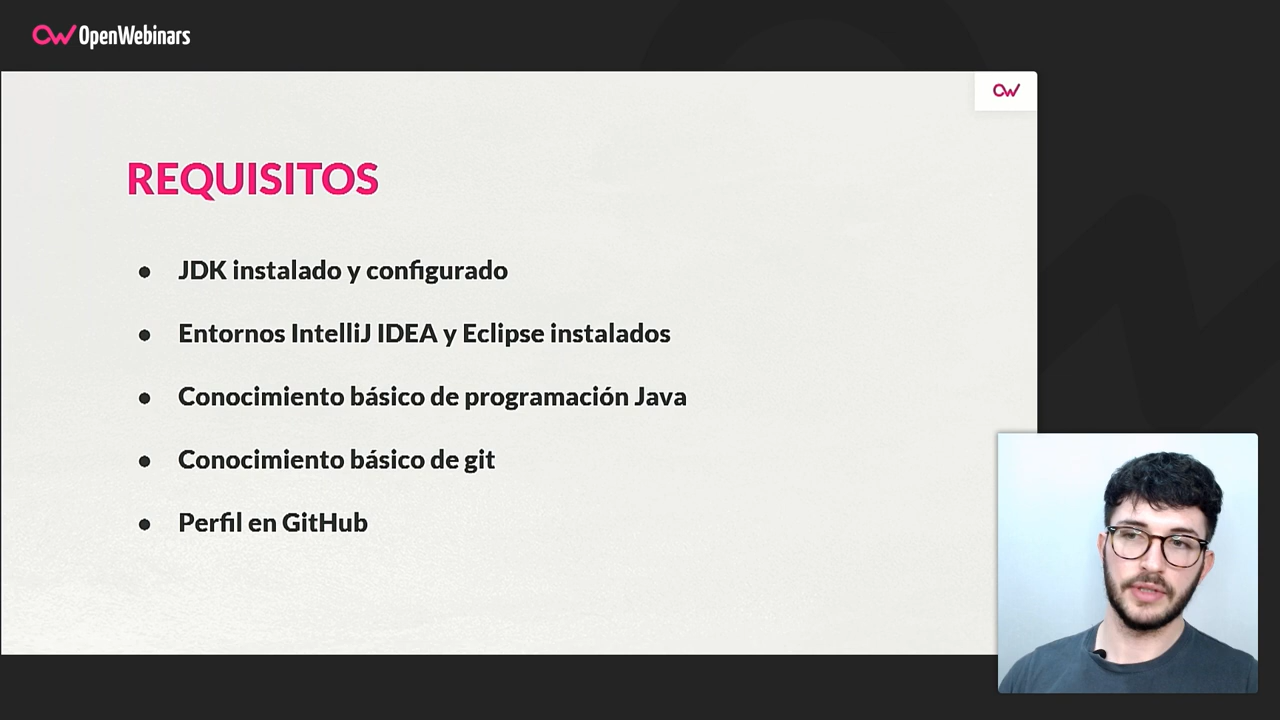 OpenWebinars
REQUISITOS
● JDK instalado y configurado
● Entornos IntelliJ IDEA y Eclipse instalados
● Conocimiento básico de programación Java
● Conocimiento básico de git
● Perfil en GitHub